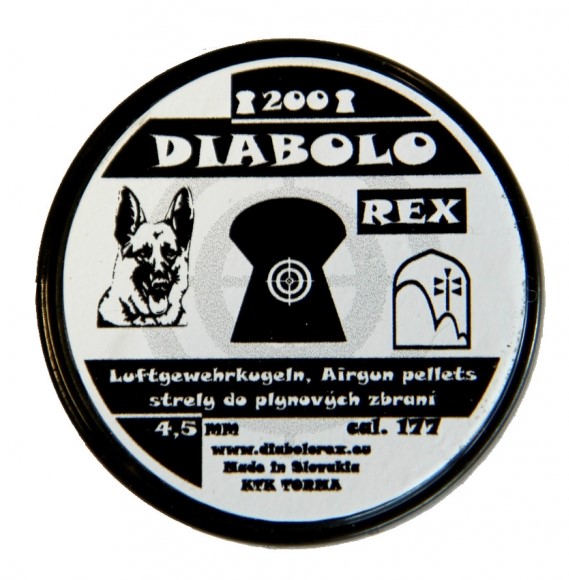 200
DIABOLO
REX
Luftgewehrkugeln, Airgun pellets
strely do plynových zbraní
4,5 MM cal. 177
www.diabolorex.eu
Made in Slovakia
KTK TORMA